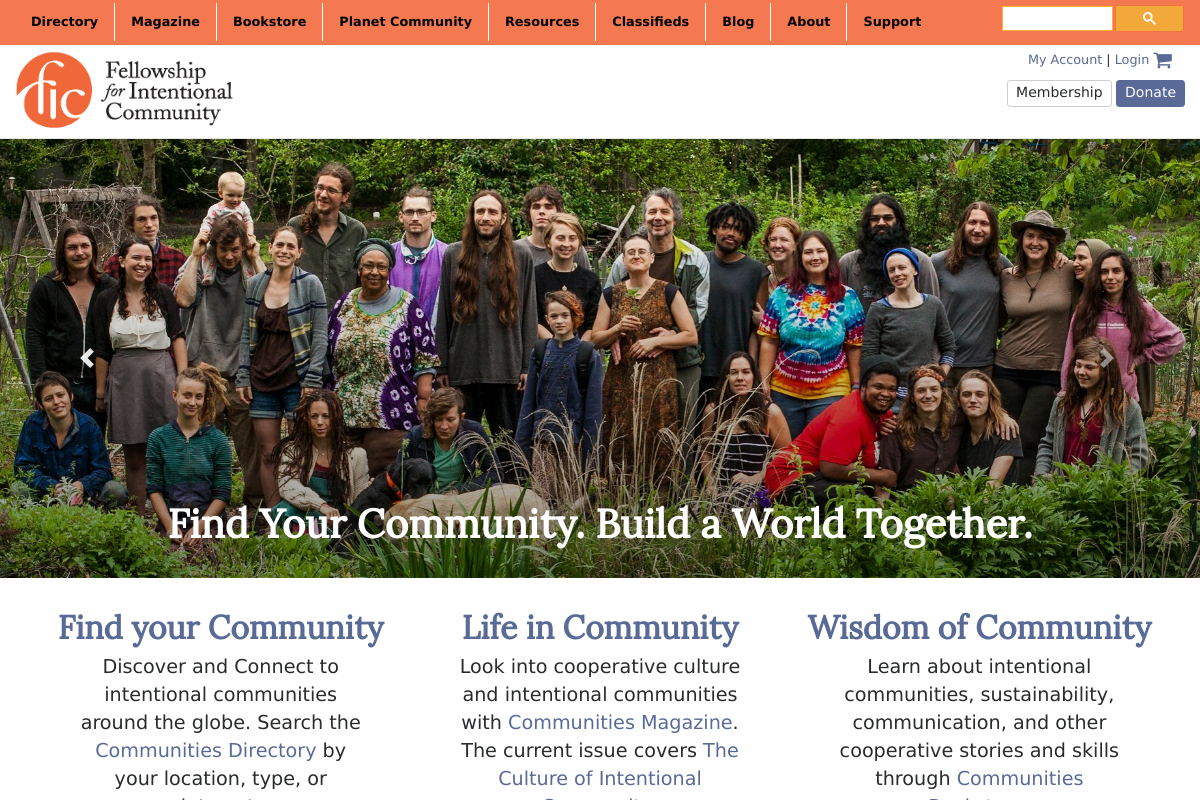 Directory Magazine Bookstore Planet Community Resources Classifieds Blog About Support
My Account | Login
fic Fellowship
for Intentional
Community
Membership Donate
Find Your Community. Build a World Together.
Find your Community
Discover and Connect to
intentional communities
around the globe. Search the
Communities Directory by
your location, type, or
Life in Community
Look into cooperative culture
and intentional communities
with Communities Magazine.
The current issue covers The
Culture of Intentional
Wisdom of Community
Learn about intentional
communities, sustainability,
communication, and other
cooperative stories and skills
through Communities